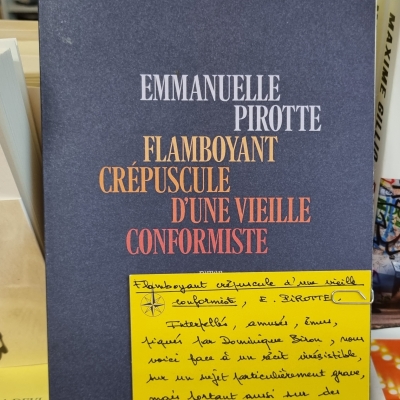 EMMANUELLE
PIROTTE
FLAMBOYANT
CRÉPUSCULE
D'UNE VIEILLE
CONFORMISTE
roman
Flamboyant crépuscule d'une vieille
conformiste, E. PIROTTE.
Interpellés, amusés, émus,
piqués par Dominique Biron, nous
voici face à un récit irrésistible,
sur un sujet particulièrement grave,
mais portant aussi sur des
MAXIME